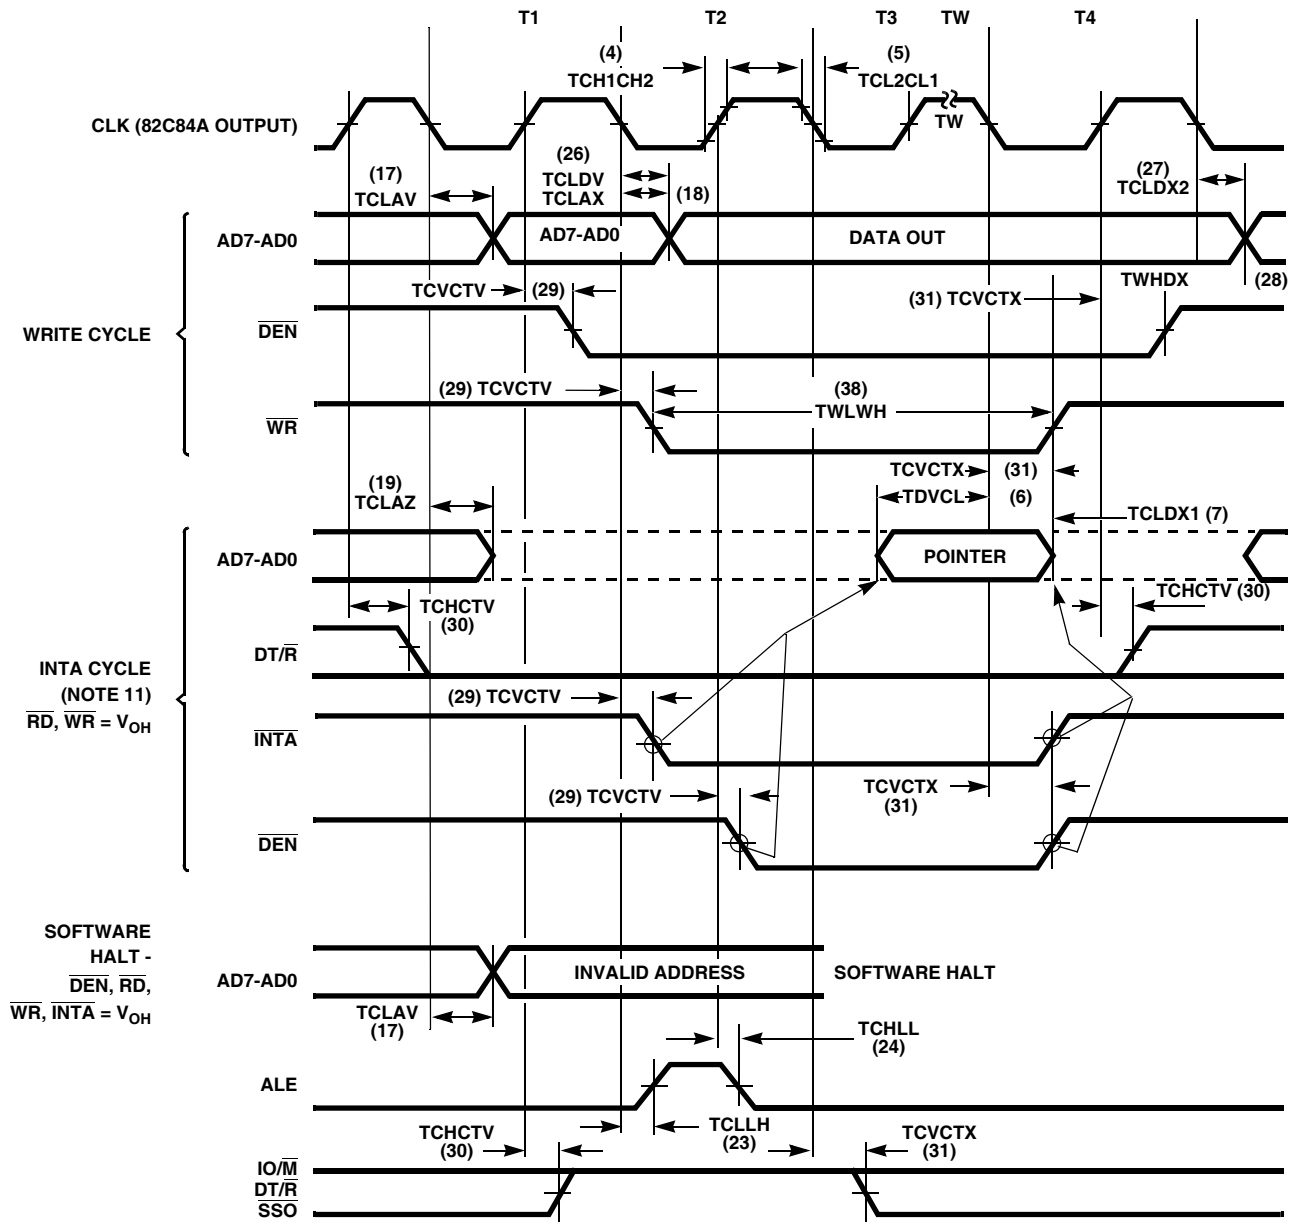 T1 T2 T3 TW T4
(4) (5)
TCH1CH2 TCL2CL1
CLK (82C84A OUTPUT)
TW
(17) (26) (27)
TCLAV TCLDV TCLDX2
TCLAX (18)
AD7-AD0 AD7-AD0 DATA OUT
TCVCTV (29) (31) TCVCTX TWHDX (28)
WRITE CYCLE DEN
(29) TCVCTV (38)
TWLWH
WR
TCVCTX (31)
(19) TDVCL (6)
TCLAZ
TCLDX1 (7)
AD7-AD0 POINTER
TCHCTV TCHCTV (30)
(30)
DT/R
INTA CYCLE
(NOTE 11)
RD, WR = VOH
(29) TCVCTV
INTA
TCVCTX
(31)
(29) TCVCTV
DEN
SOFTWARE
HALT -
DEN, RD,
WR, INTA = VOH
AD7-AD0 INVALID ADDRESS SOFTWARE HALT
TCLAV
(17)
TCHLL
(24)
ALE
TCLLH
(23)
TCHCTV
(30)
TCVCTX
(31)
IO/M
DT/R
SSO